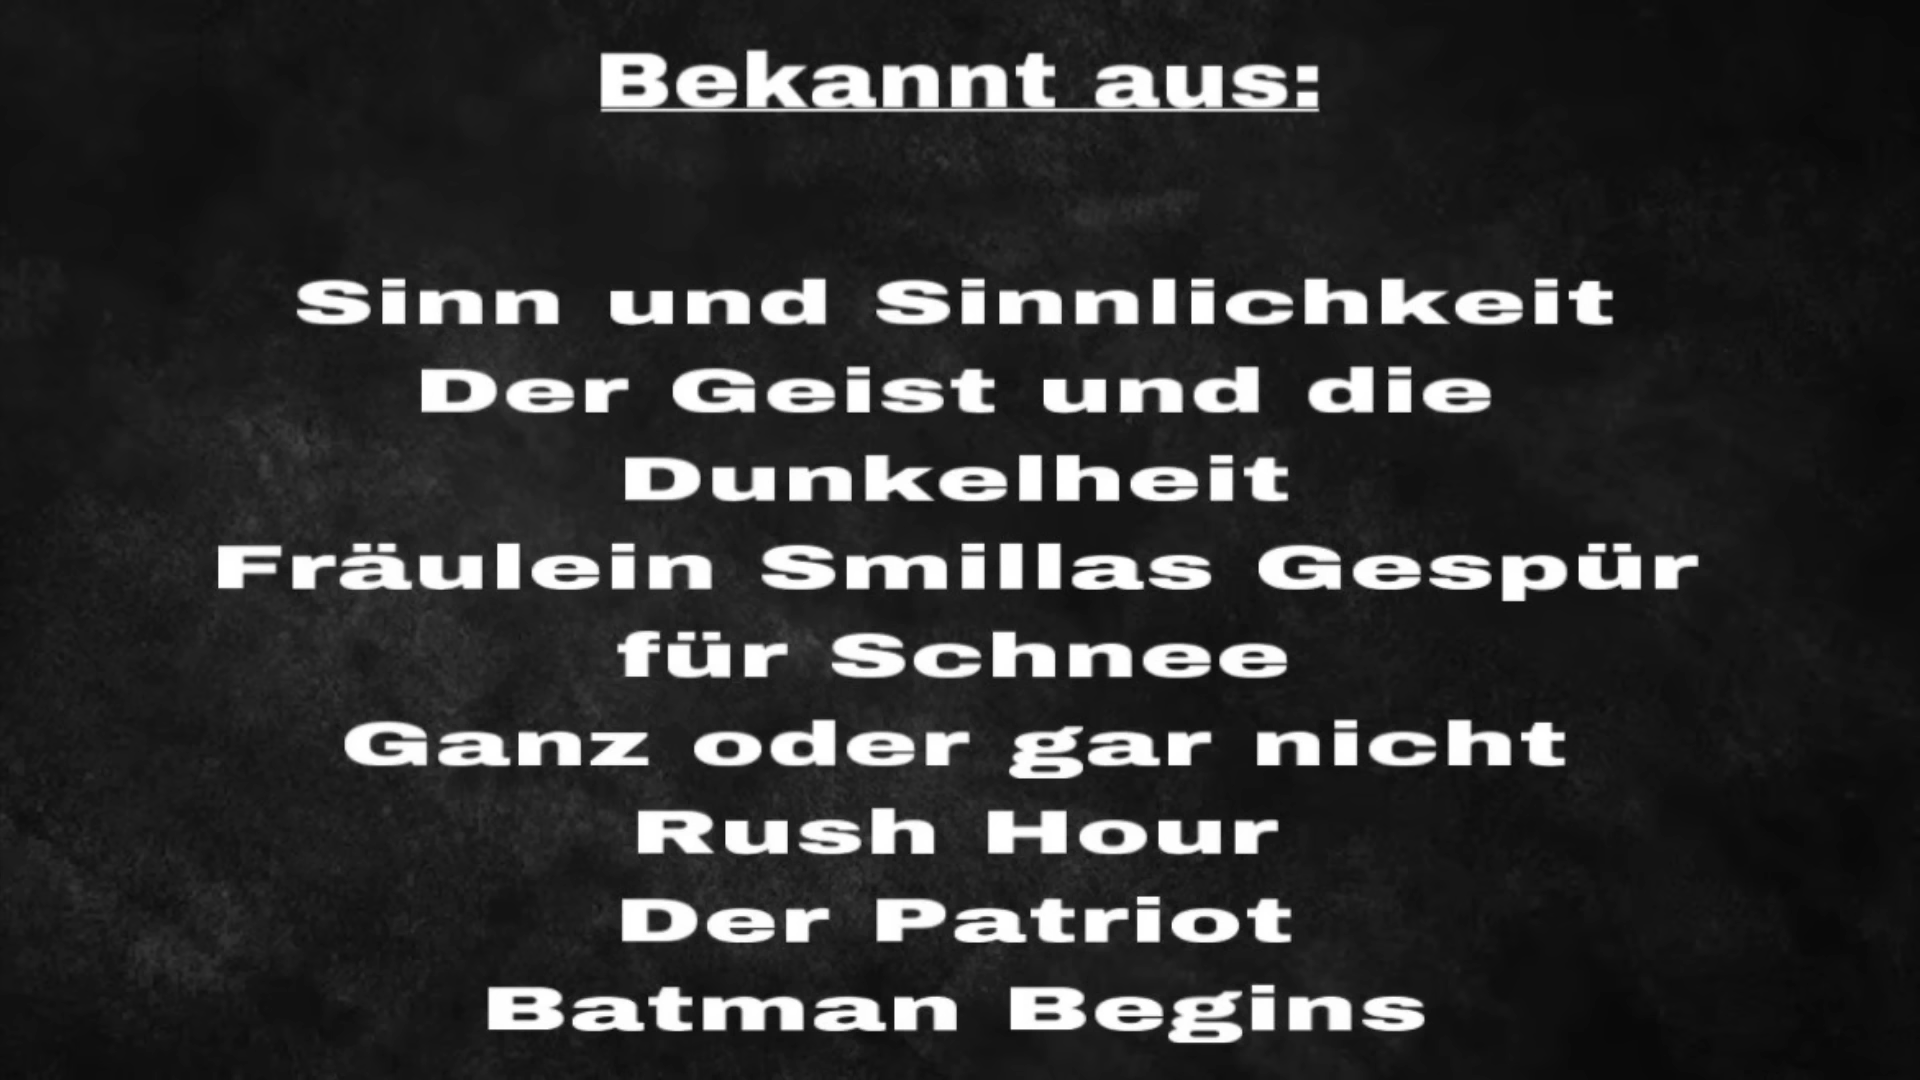 Bekannt aus:
Sinn und Sinnlichkeit
Der Geist und die
Dunkelheit
Fräulein Smillas Gespür
für Schnee
Ganz oder gar nicht
Rush Hour
Der Patriot
Batman Begins